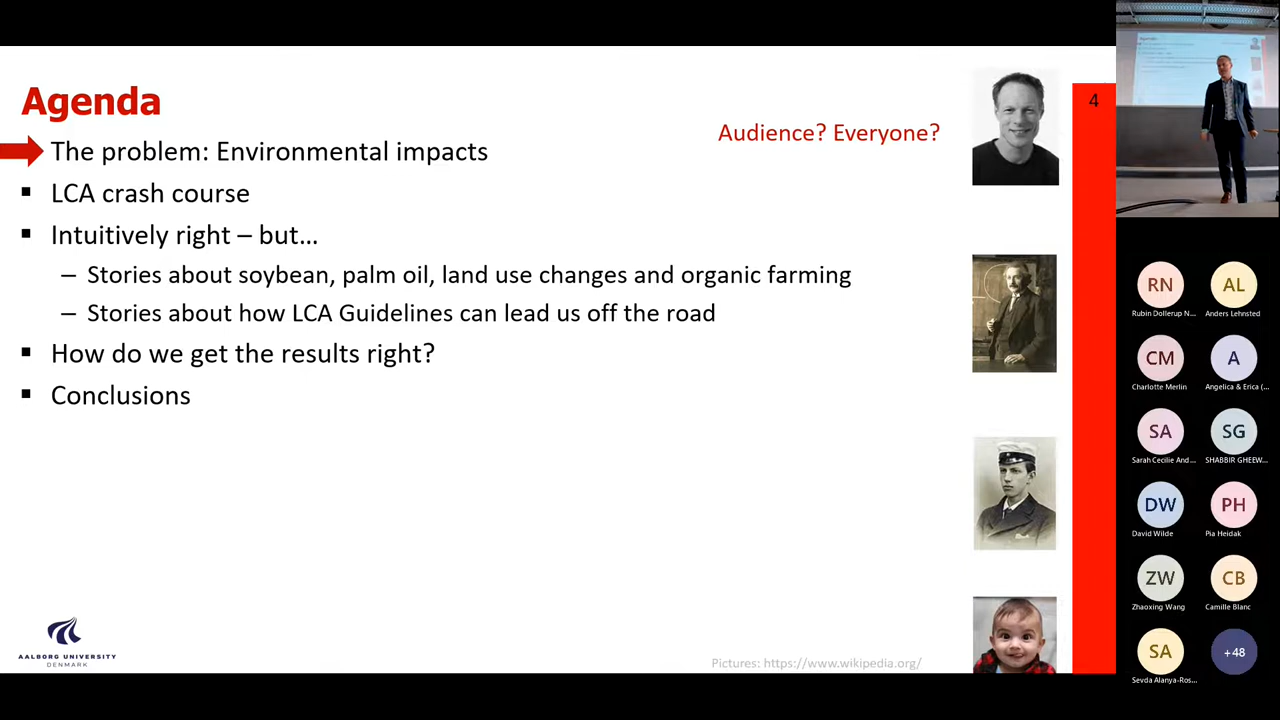 Agenda
Audience? Everyone?
4
The problem: Environmental impacts
▪ LCA crash course
▪ Intuitively right – but…
– Stories about soybean, palm oil, land use changes and organic farming
– Stories about how LCA Guidelines can lead us off the road
▪ How do we get the results right?
▪ Conclusions
AALBORG UNIVERSITY
DENMARK
Pictures: https://www.wikipedia.org/
RN
Rubin Dollerup N...
AL
Anders Lehnsted
CM
Charlotte Merlin
A
Angelica & Erica (...
SA
Sarah Cecilie And...
SG
SHABBIR GHEEW...
DW
David Wilde
PH
Pia Heidak
ZW
Zhaoxing Wang
CB
Camille Blanc
SA
Sevda Alanya-Ros...
+48